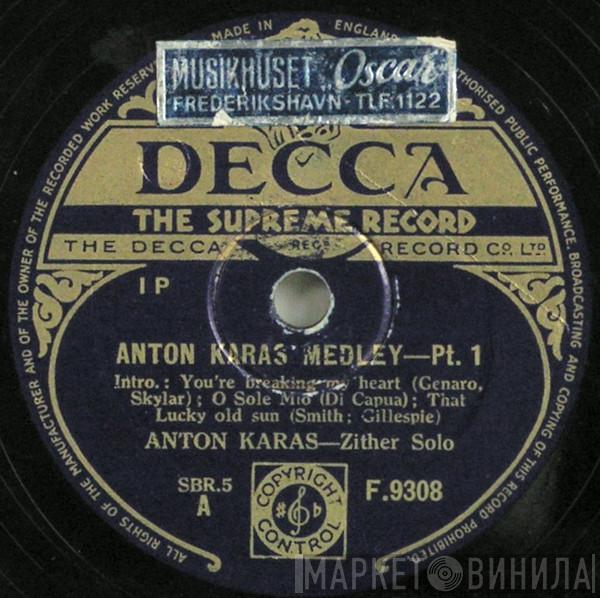 MADE IN ENGLAND
MUSIKHUSET "Oscar"
FREDERIKSHAVN - TLF. 1122
DECCA
THE SUPREME RECORD
THE DECCA REGD RECORD CO. LTD.
1 P
ANTON KARAS MEDLEY—Pt. 1
Intro.: You're breaking my heart (Genaro,
Skylar); O Sole Mio (Di Capua); That
Lucky old sun (Smith; Gillespie)
ANTON KARAS—Zither Solo
SBR.5
A
COPYRIGHT
CONTROL
F.9308
ALL RIGHTS OF THE MANUFACTURER AND OF THE OWNER OF THE RECORDED WORK RESERVED
PUBLIC PERFORMANCE, BROADCASTING AND COPYING OF THIS RECORD PROHIBITED.
МАРКЕТ ВИНИЛА